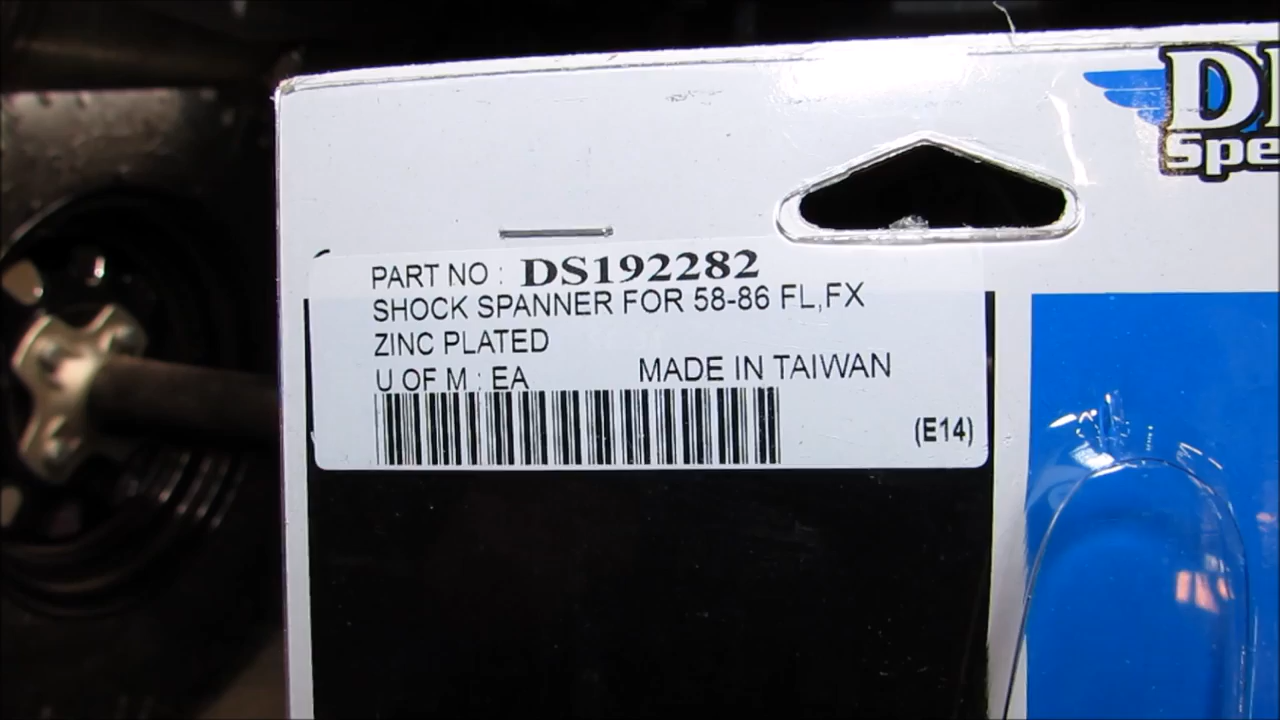 D
Spe
PART NO : DS192282
SHOCK SPANNER FOR 58-86 FL,FX
ZINC PLATED
U OF M : EA MADE IN TAIWAN
(E14)